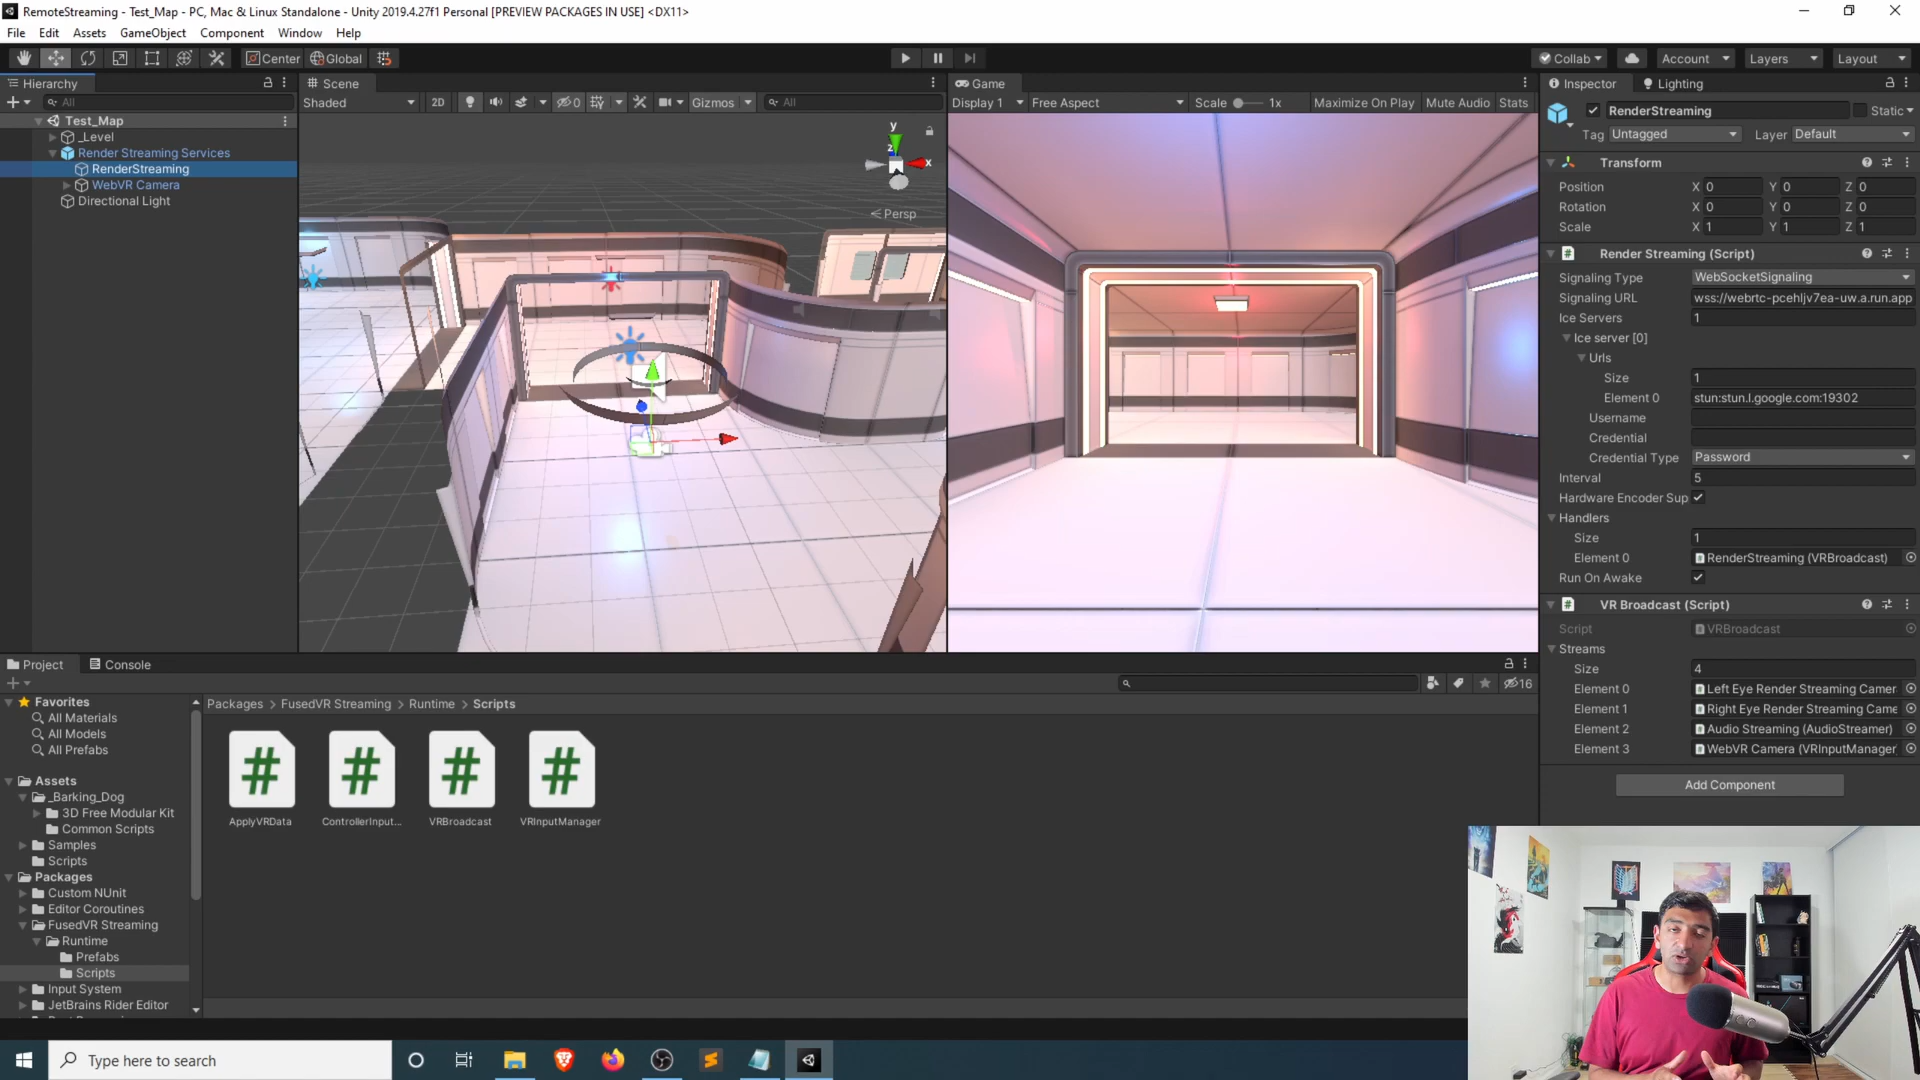 RemoteStreaming - Test_Map - PC, Mac & Linux Standalone - Unity 2019.4.27f1 Personal [PREVIEW PACKAGES IN USE] <DX11>
File Edit Assets GameObject Component Window Help
Center Global Collab Account Layers Layout
Hierarchy
All
Test_Map
_Level
Render Streaming Services
RenderStreaming
WebVR Camera
Directional Light
Scene
Shaded 2D 0 Gizmos All
y
z
x
Persp
Game
Display 1 Free Aspect Scale 1x Maximize On Play Mute Audio Stats
Inspector Lighting
RenderStreaming Static
Tag Untagged Layer Default
Transform
Position X 0 Y 0 Z 0
Rotation X 0 Y 0 Z 0
Scale X 1 Y 1 Z 1
Render Streaming (Script)
Signaling Type WebSocketSignaling
Signaling URL wss://webrtc-pcehljv7ea-uw.a.run.app
Ice Servers 1
Ice server [0]
Urls
Size 1
Element 0 stun:stun.l.google.com:19302
Username
Credential
Credential Type Password
Interval 5
Hardware Encoder Sup
Handlers
Size 1
Element 0 RenderStreaming (VRBroadcast)
Run On Awake
VR Broadcast (Script)
Script VRBroadcast
Streams
Size 4
Element 0 Left Eye Render Streaming Camer
Element 1 Right Eye Render Streaming Came
Element 2 Audio Streaming (AudioStreamer)
Element 3 WebVR Camera (VRInputManager
Add Component
Project Console
16
Favorites
All Materials
All Models
All Prefabs
Assets
_Barking_Dog
3D Free Modular Kit
Common Scripts
Samples
Scripts
Packages
Custom NUnit
Editor Coroutines
FusedVR Streaming
Runtime
Prefabs
Scripts
Input System
JetBrains Rider Editor
Packages > FusedVR Streaming > Runtime > Scripts
ApplyVRData ControllerInput... VRBroadcast VRInputManager
Type here to search